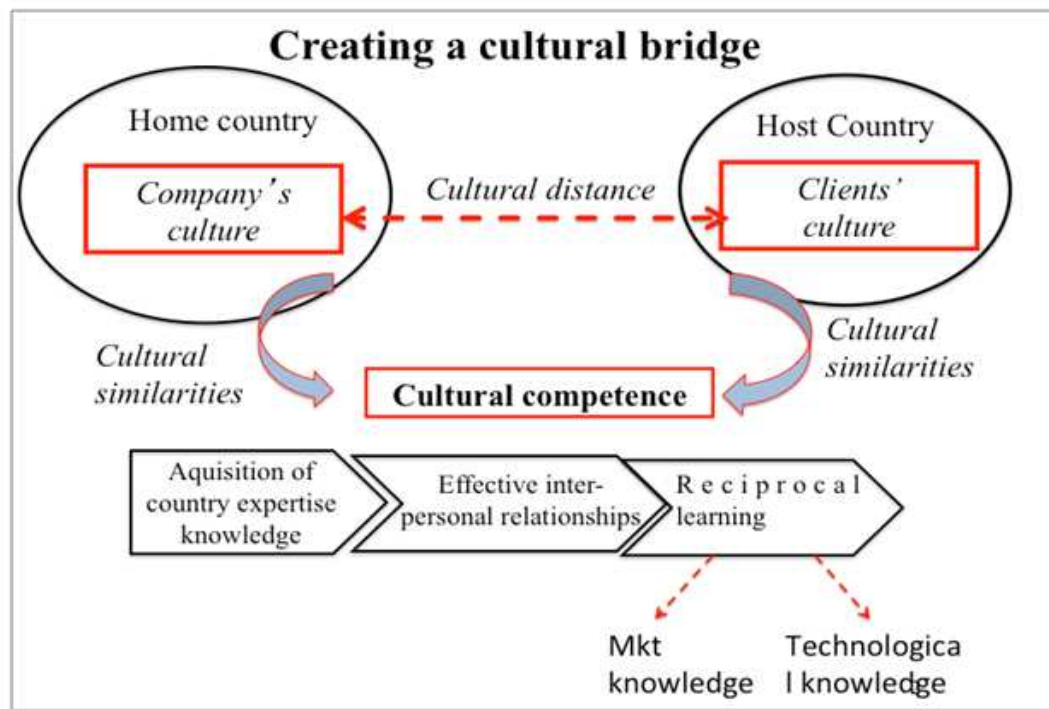 Creating a cultural bridge
Home country
Host Country
Company's
culture
Cultural distance
Clients'
culture
Cultural
similarities
Cultural
similarities
Cultural competence
Aquisition of
country expertise
knowledge
Effective inter-
personal relationships
Reciprocal
learning
Mkt
knowledge
Technologica
l knowledge